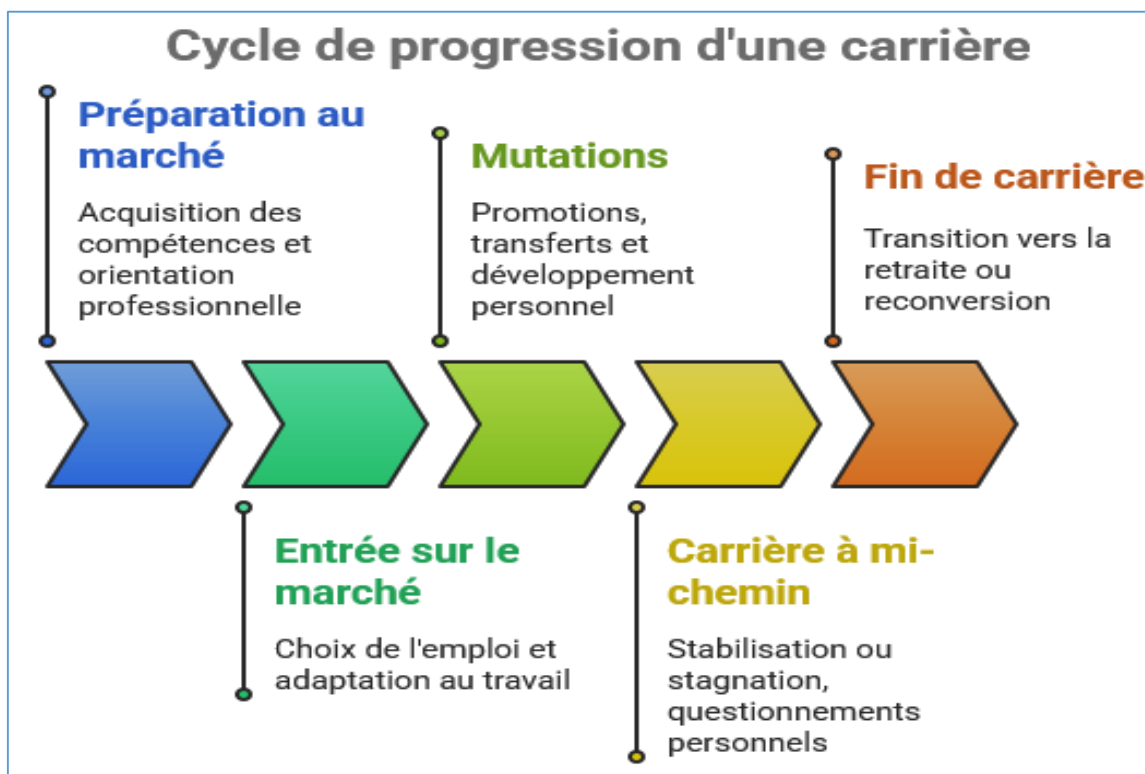 Cycle de progression d'une carrière
Préparation au
marché
Acquisition des
compétences et
orientation
professionnelle
Entrée sur le
marché
Choix de l'emploi et
adaptation au travail
Mutations
Promotions,
transferts et
développement
personnel
Carrière à mi-
chemin
Stabilisation ou
stagnation,
questionnements
personnels
Fin de carrière
Transition vers la
retraite ou
reconversion